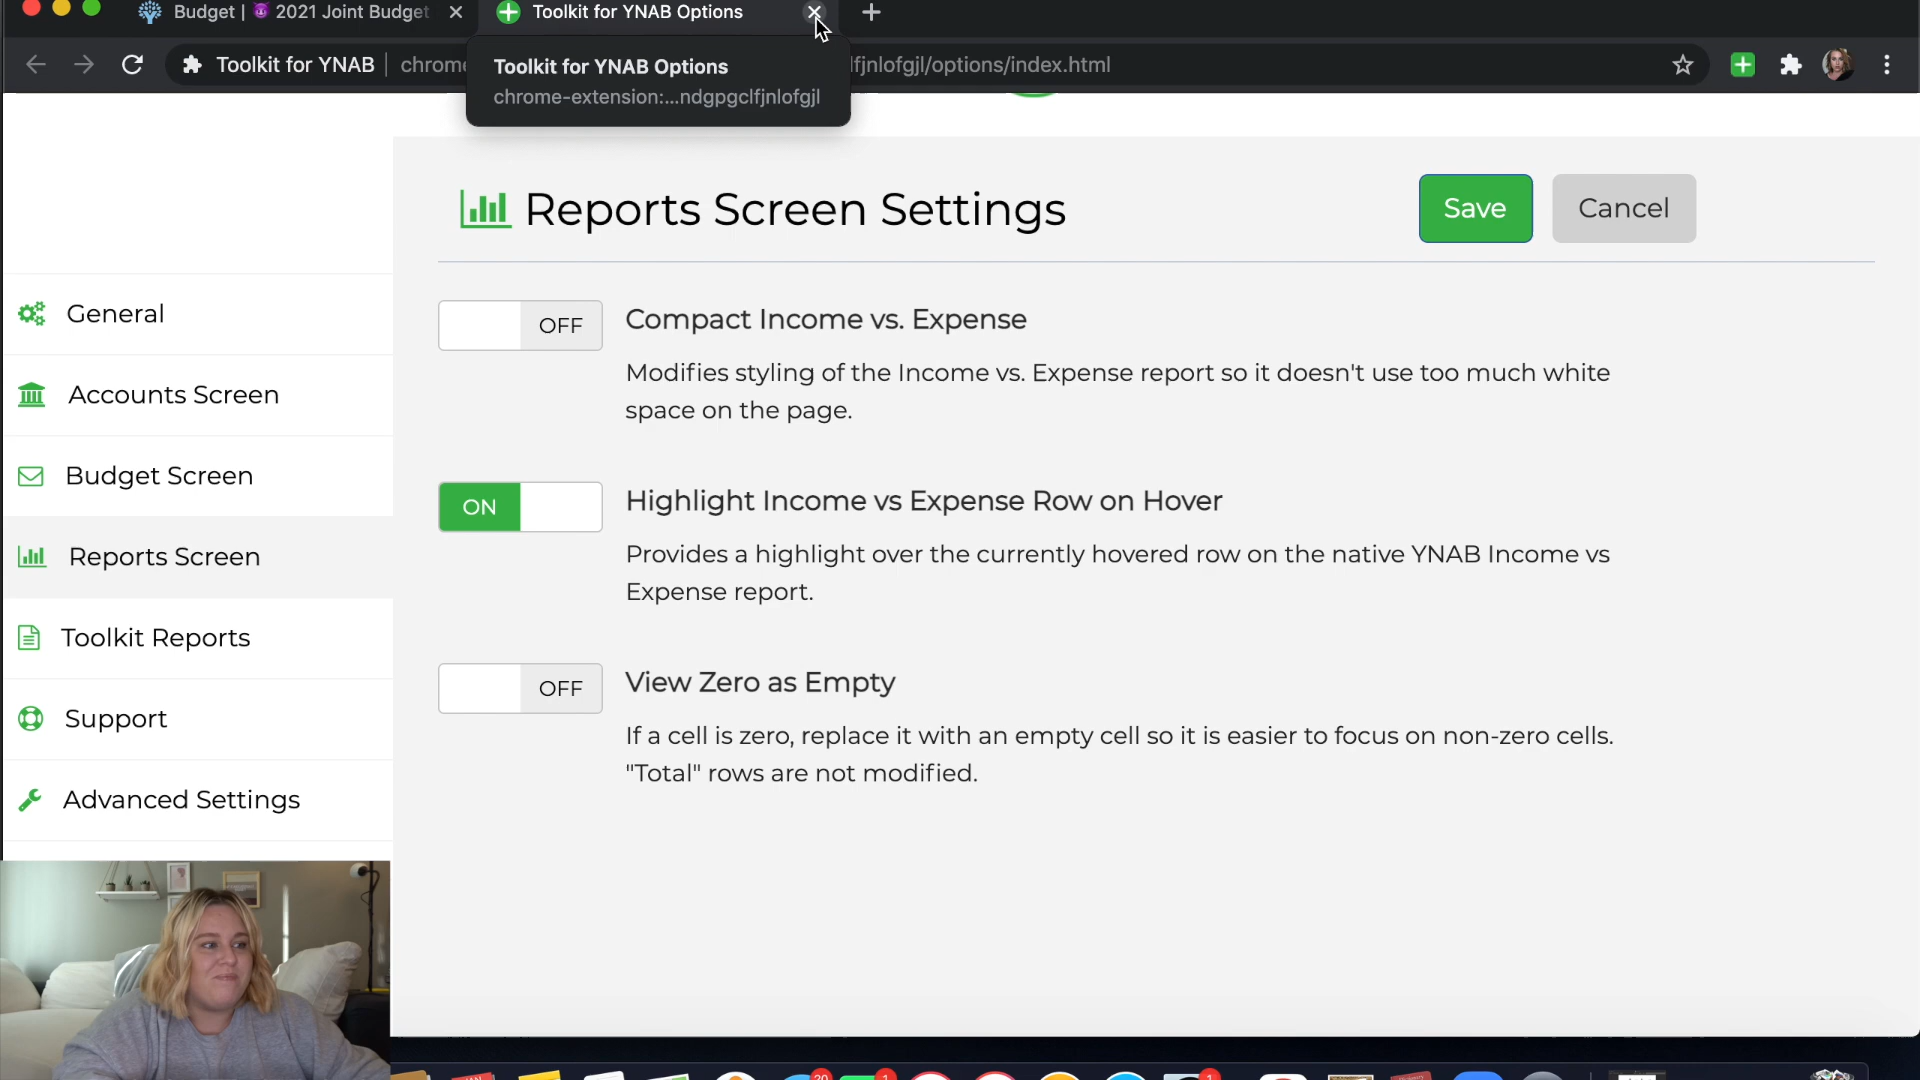 Budget | 😈 2021 Joint Budget
Toolkit for YNAB Options
Toolkit for YNAB
chrome
lfjnlofgjl/options/index.html
Toolkit for YNAB Options
chrome-extension:...ndgpgclfjnlofgjl
Reports Screen Settings
Save
Cancel
General
Accounts Screen
Budget Screen
Reports Screen
Toolkit Reports
Support
Advanced Settings
OFF
Compact Income vs. Expense
Modifies styling of the Income vs. Expense report so it doesn't use too much white
space on the page.
ON
Highlight Income vs Expense Row on Hover
Provides a highlight over the currently hovered row on the native YNAB Income vs
Expense report.
OFF
View Zero as Empty
If a cell is zero, replace it with an empty cell so it is easier to focus on non-zero cells.
"Total" rows are not modified.
20
1
1